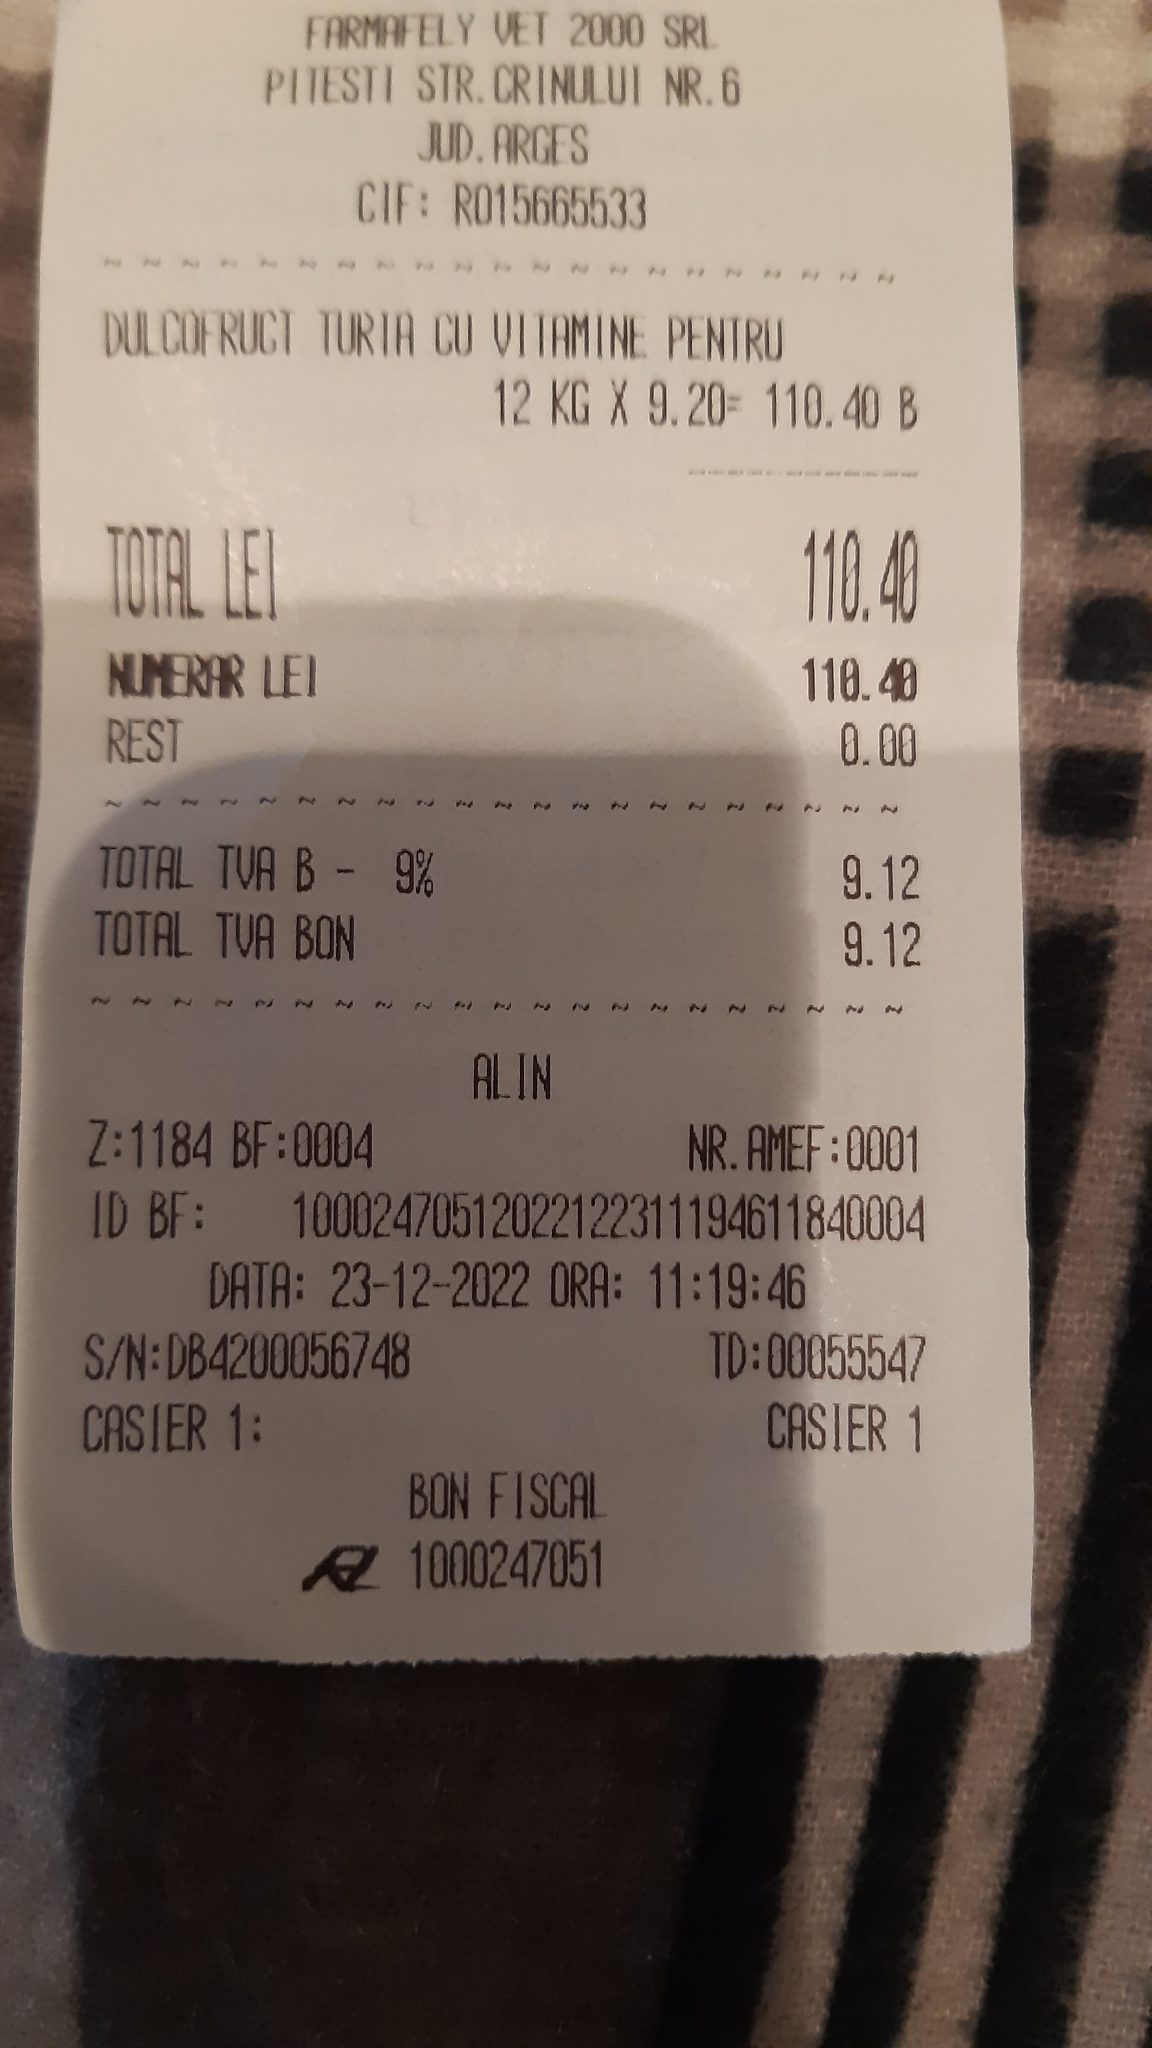 FARMAFELY VET 2000 SRL
PITESTI STR.CRINULUI NR.6
JUD.ARGES
CIF: RO15665533
~ ~ ~ ~ ~ ~ ~ ~ ~ ~ ~ ~ ~ ~ ~ ~ ~ ~ ~ ~ ~
DULCOFRUCT TURTA CU VITAMINE PENTRU
12 KG X 9.20= 110.40 B
------------
TOTAL LEI 110.40
NUMERAR LEI 110.40
REST 0.00
~ ~ ~ ~ ~ ~ ~ ~ ~ ~ ~ ~ ~ ~ ~ ~ ~ ~ ~ ~ ~
TOTAL TVA B - 9% 9.12
TOTAL TVA BON 9.12
~ ~ ~ ~ ~ ~ ~ ~ ~ ~ ~ ~ ~ ~ ~ ~ ~ ~ ~ ~ ~
ALIN
Z:1184 BF:0004 NR.AMEF:0001
ID BF: 10002470512022122311194611840004
DATA: 23-12-2022 ORA: 11:19:46
S/N:DB4200056748 TD:00055547
CASIER 1: CASIER 1
BON FISCAL
1000247051